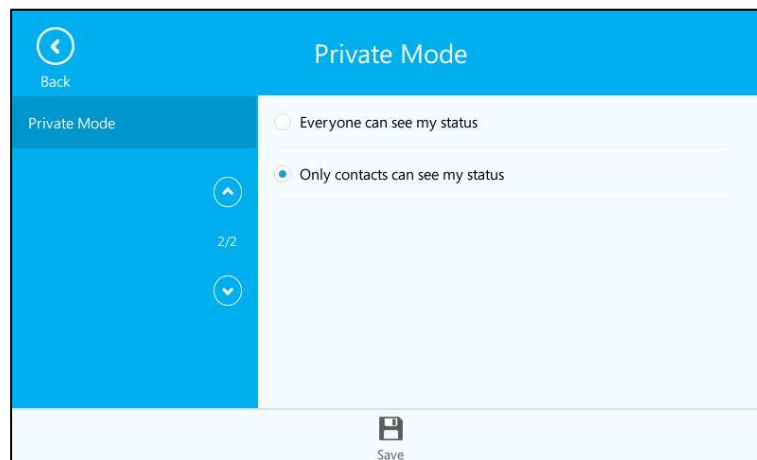 Private Mode
Back
Private Mode
Everyone can see my status
Only contacts can see my status
2/2
Save